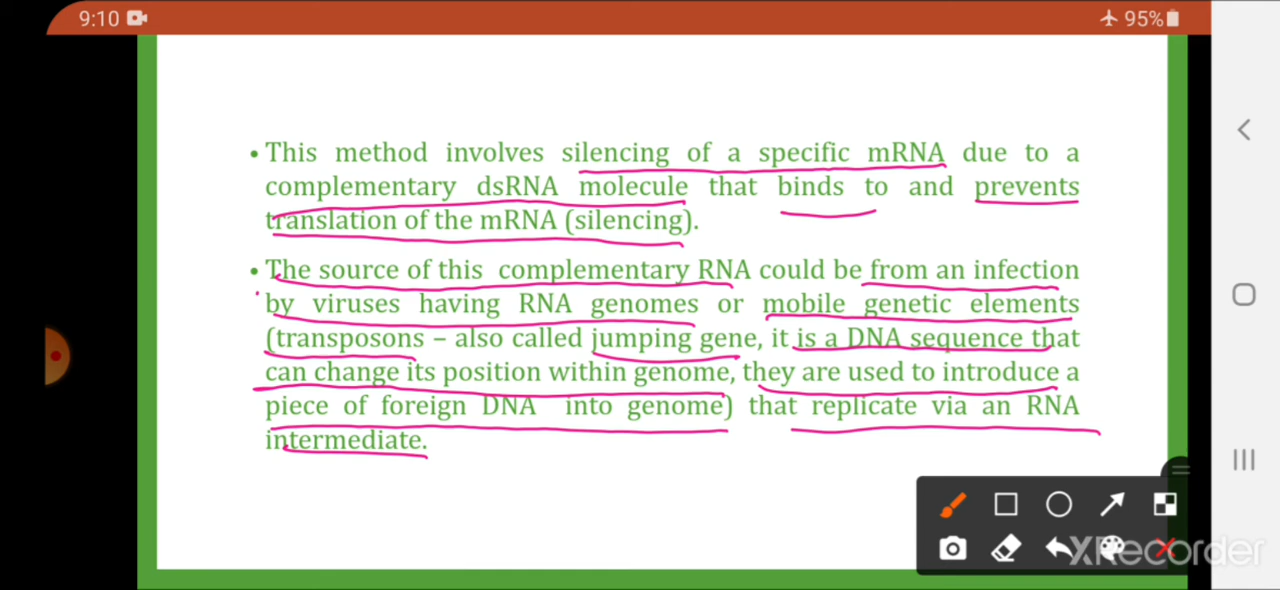 9:10
95%
• This method involves silencing of a specific mRNA due to a
complementary dsRNA molecule that binds to and prevents
translation of the mRNA (silencing).
• The source of this complementary RNA could be from an infection
by viruses having RNA genomes or mobile genetic elements
(transposons – also called jumping gene, it is a DNA sequence that
can change its position within genome, they are used to introduce a
piece of foreign DNA into genome) that replicate via an RNA
intermediate.
XRecorder